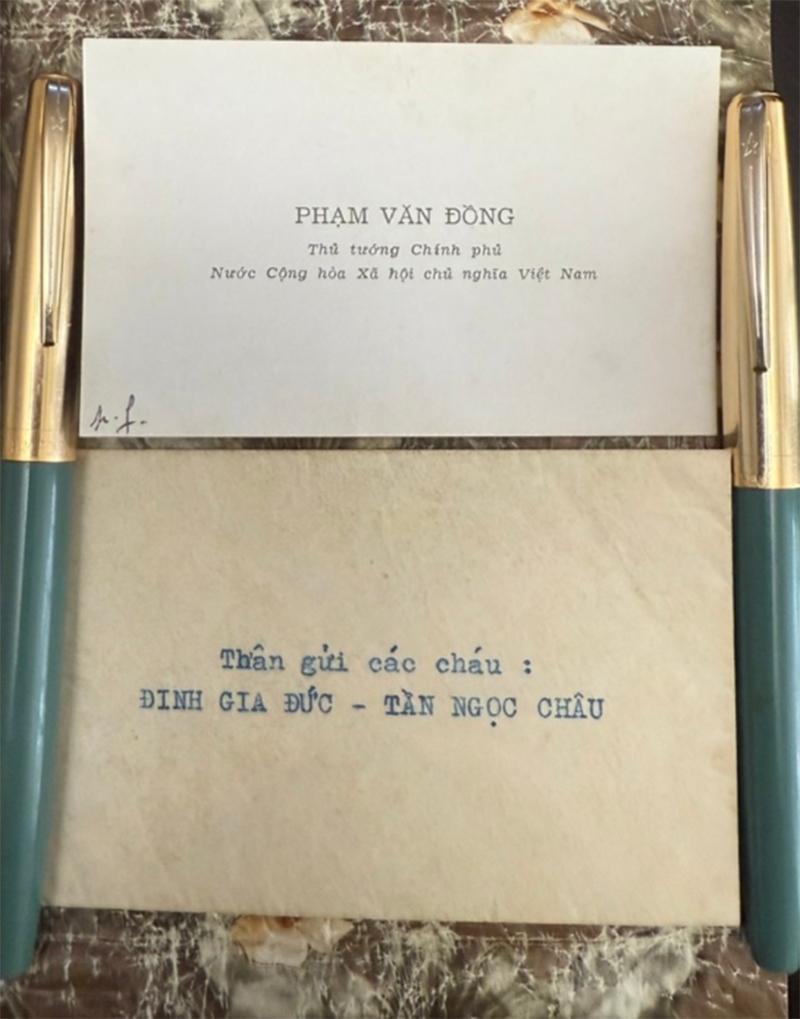 PHẠM VĂN ĐỒNG
Thủ tướng Chính phủ
Nước Cộng hòa Xã hội chủ nghĩa Việt Nam
Thân gửi các cháu :
ĐINH GIA ĐỨC - TẦN NGỌC CHÂU